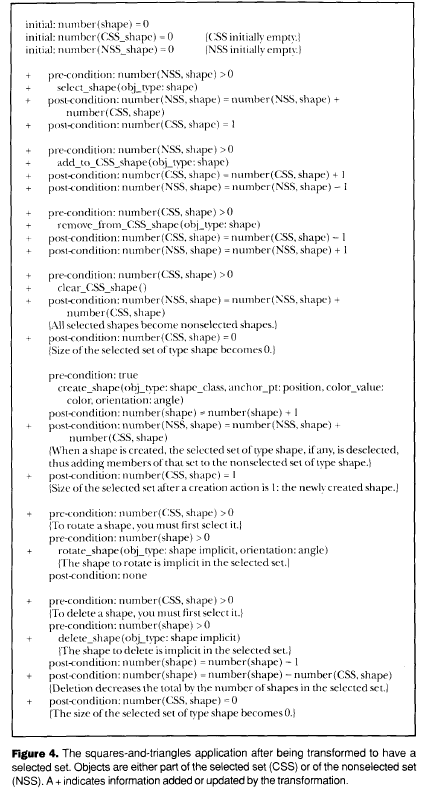 initial: number(shape) = 0
initial: number(CSS_shape) = 0 {CSS initially empty.}
initial: number(NSS_shape) = 0 {NSS initially empty.}
+ pre-condition: number(NSS, shape) > 0
+ select_shape(obj_type: shape)
+ post-condition: number(NSS, shape) = number(NSS, shape) +
number(CSS, shape)
+ post-condition: number(CSS, shape) = 1
+ pre-condition: number(NSS, shape) > 0
+ add_to_CSS_shape(obj_type: shape)
+ post-condition: number(CSS, shape) = number(CSS, shape) + 1
+ post-condition: number(NSS, shape) = number(NSS, shape) − 1
+ pre-condition: number(CSS, shape) > 0
+ remove_from_CSS_shape(obj_type: shape)
+ post-condition: number(CSS, shape) = number(CSS, shape) − 1
+ post-condition: number(NSS, shape) = number(NSS, shape) + 1
+ pre-condition: number(CSS, shape) > 0
+ clear_CSS_shape()
+ post-condition: number(NSS, shape) = number(NSS, shape) +
number(CSS, shape)
{All selected shapes become nonselected shapes.}
+ post-condition: number(CSS, shape) = 0
{Size of the selected set of type shape becomes 0.}
pre-condition: true
create_shape(obj_type: shape_class, anchor_pt: position, color_value:
color, orientation: angle)
post-condition: number(shape) = number(shape) + 1
+ post-condition: number(NSS, shape) = number(NSS, shape) +
number(CSS, shape)
{When a shape is created, the selected set of type shape, if any, is deselected,
thus adding members of that set to the nonselected set of type shape.}
+ post-condition: number(CSS, shape) = 1
{Size of the selected set after a creation action is 1: the newly created shape.}
+ pre-condition: number(CSS, shape) > 0
{To rotate a shape, you must first select it.}
pre-condition: number(shape) > 0
+ rotate_shape(obj_type: shape implicit, orientation: angle)
{The shape to rotate is implicit in the selected set.}
post-condition: none
+ pre-condition: number(CSS, shape) > 0
{To delete a shape, you must first select it.}
pre-condition: number(shape) > 0
+ delete_shape(obj_type: shape implicit)
{The shape to delete is implicit in the selected set.}
post-condition: number(shape) = number(shape) − 1
+ post-condition: number(shape) = number(shape) − number(CSS, shape)
{Deletion decreases the total by the number of shapes in the selected set.}
+ post-condition: number(CSS, shape) = 0
{The size of the selected set of type shape becomes 0.}
Figure 4. The squares-and-triangles application after being transformed to have a
selected set. Objects are either part of the selected set (CSS) or of the nonselected set
(NSS). A + indicates information added or updated by the transformation.